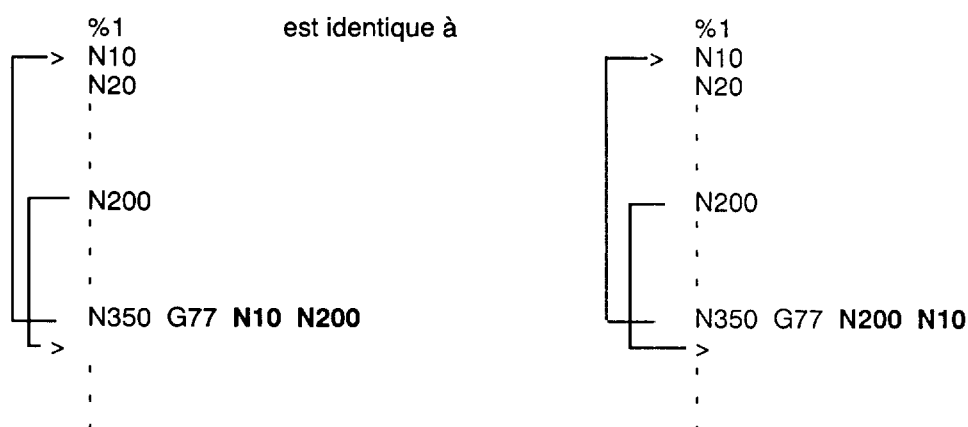 %1 est identique à %1
> N10 > N10
N20 N20
N200 N200
N350 G77 N10 N200 N350 G77 N200 N10
> >